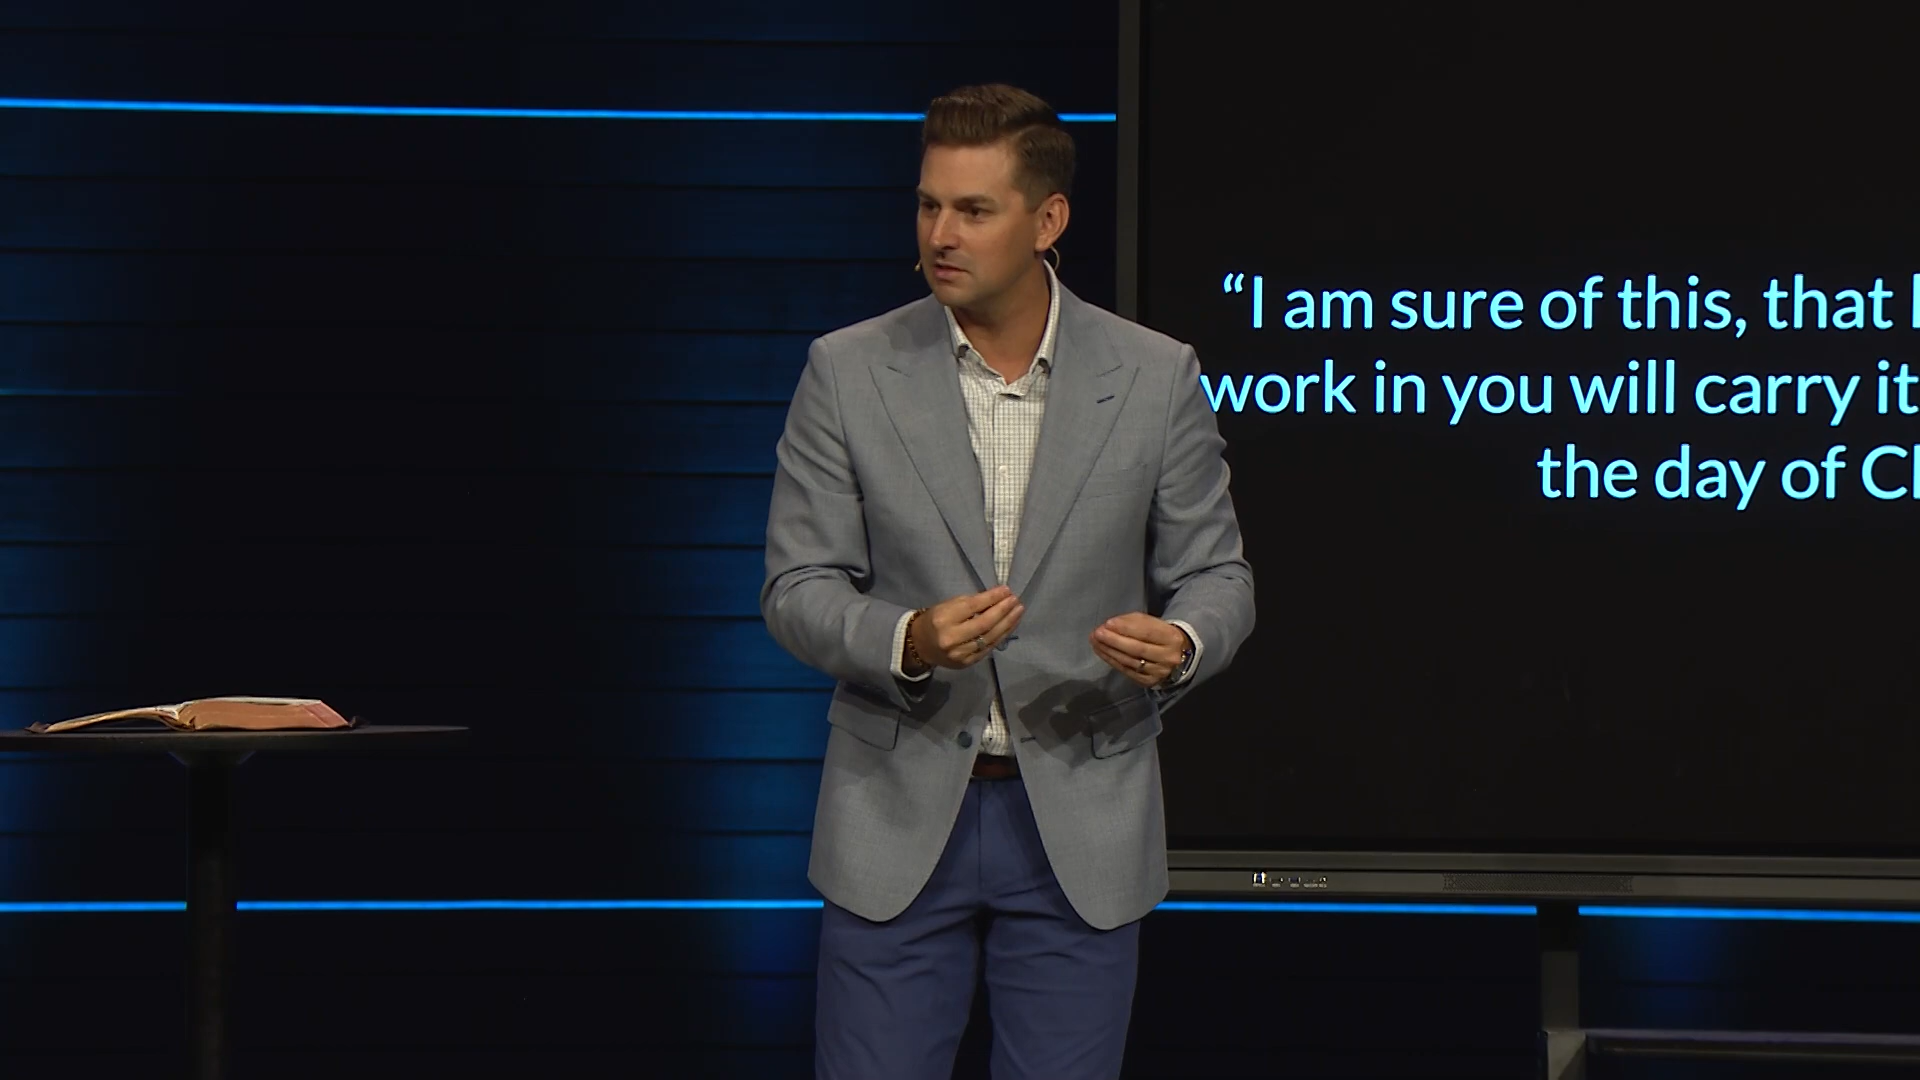 “I am sure of this, that
work in you will carry it
the day of